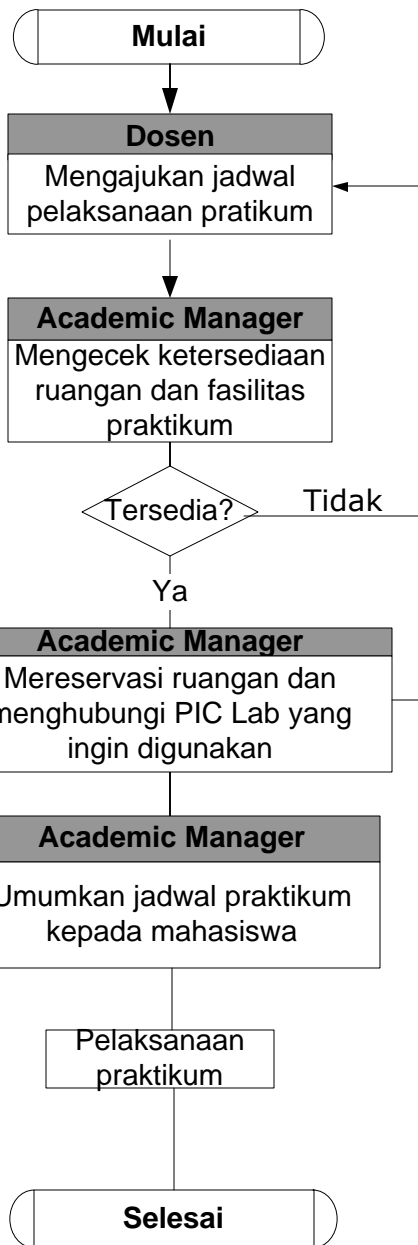 Mulai
Dosen
Mengajukan jadwal
pelaksanaan pratikum
Academic Manager
Mengecek ketersediaan
ruangan dan fasilitas
praktikum
Tersedia?
Tidak
Ya
Academic Manager
Mereservasi ruangan dan
menghubungi PIC Lab yang
ingin digunakan
Academic Manager
Umumkan jadwal praktikum
kepada mahasiswa
Pelaksanaan
praktikum
Selesai